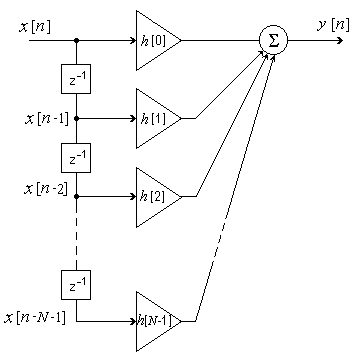 x[n]
h[0]
Σ
y[n]
z⁻¹
x[n-1]
h[1]
z⁻¹
x[n-2]
h[2]
z⁻¹
x[n-N-1]
h[N-1]